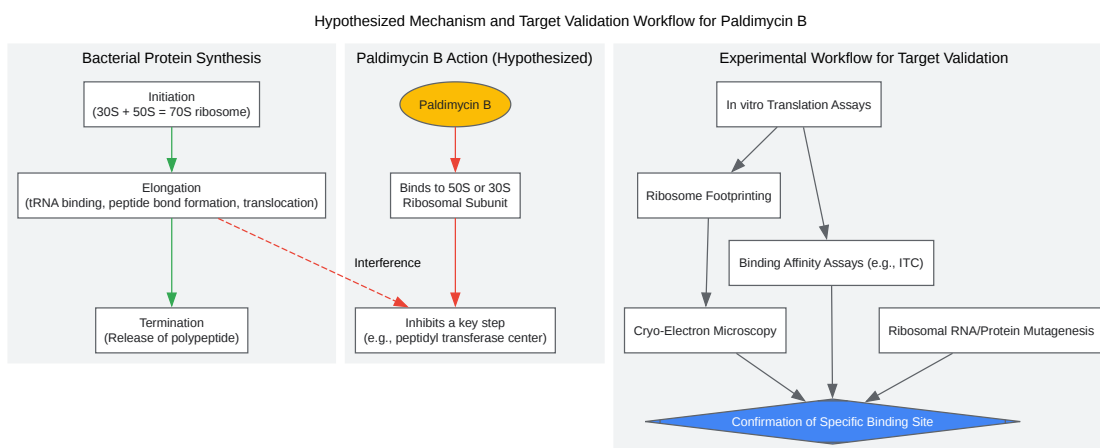 Hypothesized Mechanism and Target Validation Workflow for Paldimycin B
Bacterial Protein Synthesis
Initiation
(30S + 50S = 70S ribosome)
Elongation
(tRNA binding, peptide bond formation, translocation)
Termination
(Release of polypeptide)
Paldimycin B Action (Hypothesized)
Paldimycin B
Binds to 50S or 30S
Ribosomal Subunit
Interference
Inhibits a key step
(e.g., peptidyl transferase center)
Experimental Workflow for Target Validation
In vitro Translation Assays
Ribosome Footprinting
Binding Affinity Assays (e.g., ITC)
Cryo-Electron Microscopy
Ribosomal RNA/Protein Mutagenesis
Confirmation of Specific Binding Site